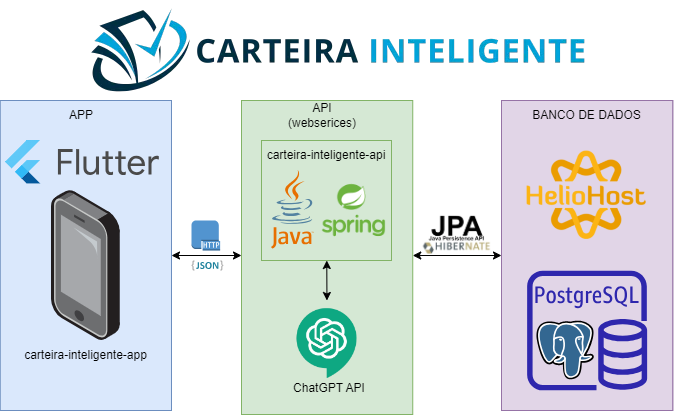 CARTEIRA INTELIGENTE
APP
Flutter
carteira-inteligente-app
HTTP
{JSON}
API
(webserices)
carteira-inteligente-api
Java
spring
ChatGPT API
JPA
Java Persistence API
HIBERNATE
BANCO DE DADOS
HelioHost
PostgreSQL